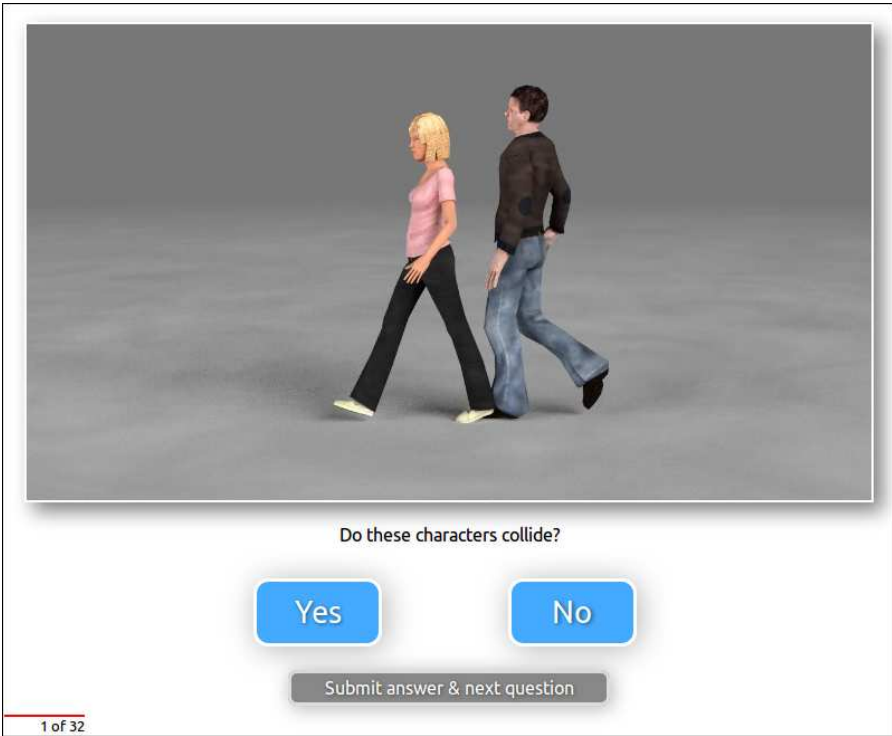 Do these characters collide?
Yes
No
Submit answer & next question
1 of 32